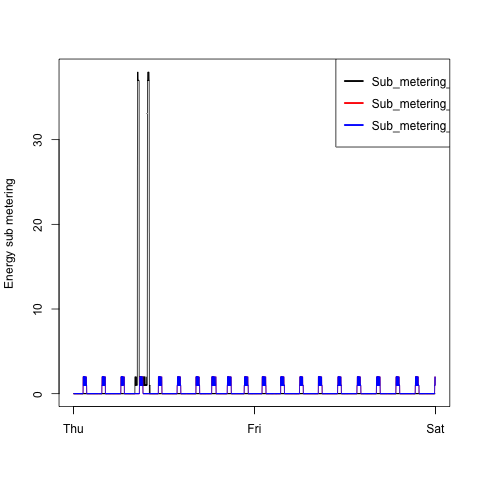 Sub_metering_
Sub_metering_
Sub_metering_
Energy sub metering
30
20
10
0
Thu Fri Sat